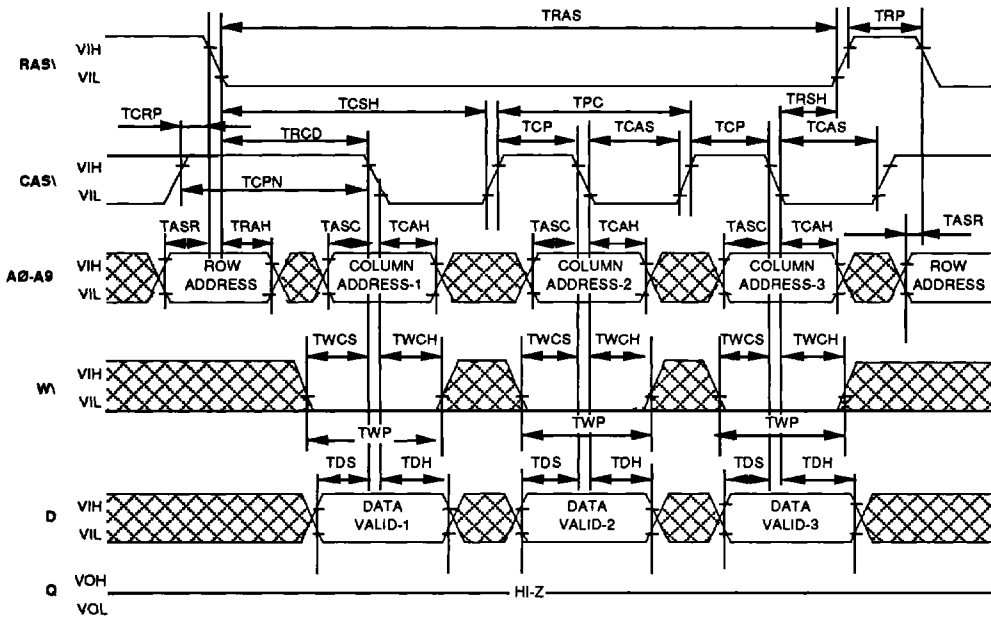 TRAS TRP
RAS\ VIH
VIL
TCSH TPC TRSH
TCRP TRCD TCP TCAS TCP TCAS
CAS\ VIH
VIL
TCPN
TASR TRAH TASC TCAH TASC TCAH TASC TCAH TASR
AØ-A9 VIH ROW COLUMN COLUMN COLUMN ROW
VIL ADDRESS ADDRESS-1 ADDRESS-2 ADDRESS-3 ADDRESS
TWCS TWCH TWCS TWCH TWCS TWCH
W\ VIH
VIL
TWP TWP TWP
TDS TDH TDS TDH TDS TDH
D VIH DATA DATA DATA
VIL VALID-1 VALID-2 VALID-3
Q VOH HI-Z
VOL